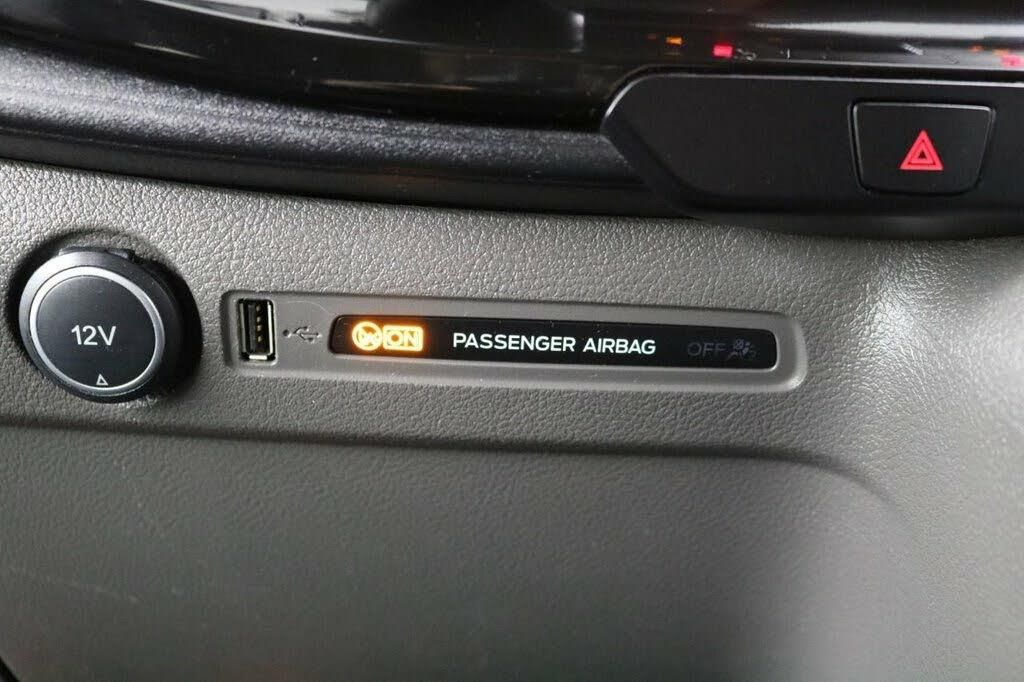 12V
ON PASSENGER AIRBAG OFF